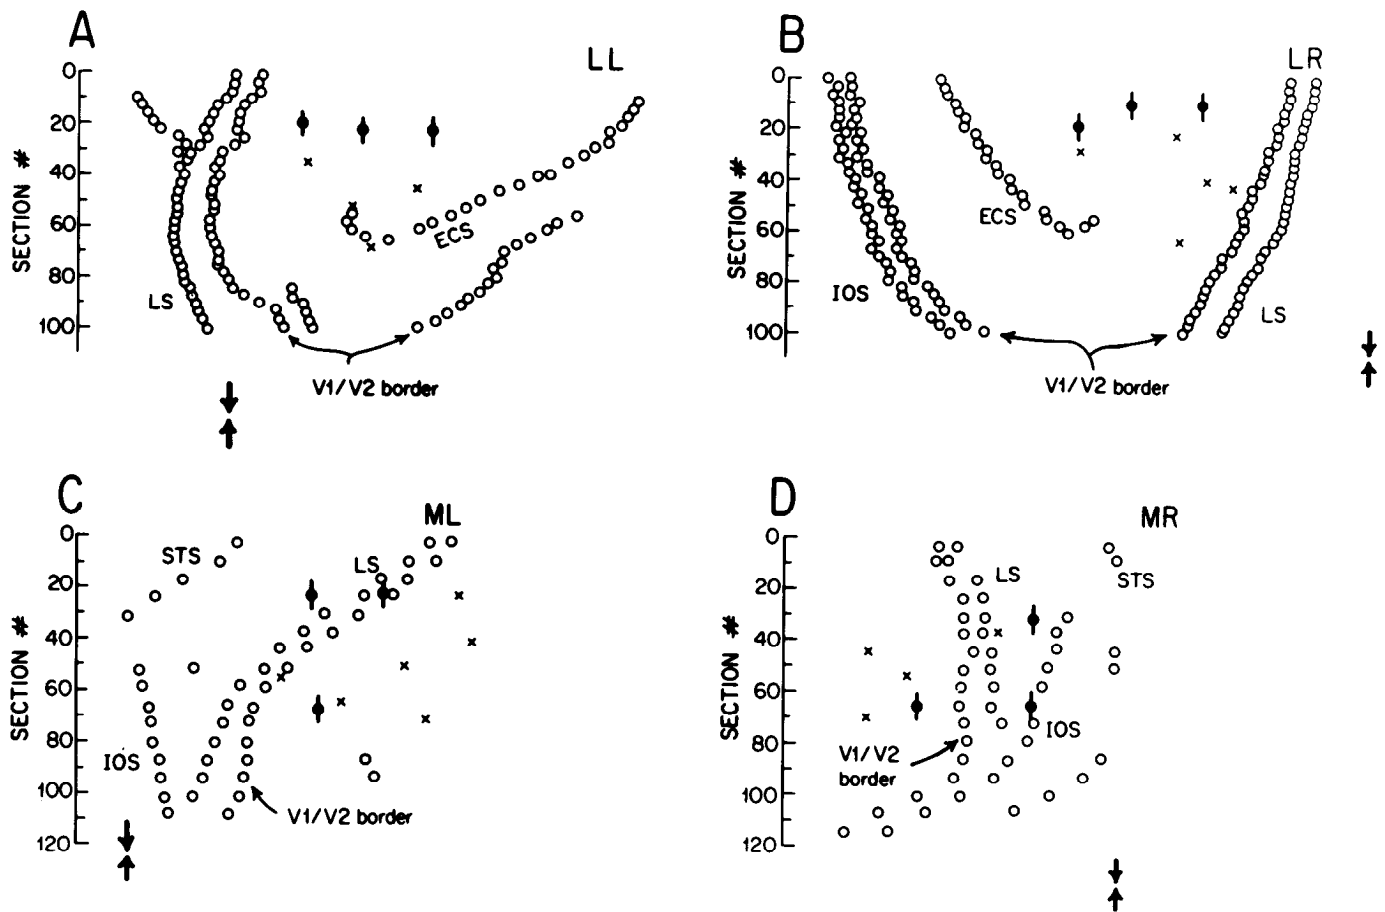 A
LL
0
20
40
60
80
100
SECTION #
ECS
LS
V1/V2 border
B
LR
0
20
40
60
80
100
SECTION #
ECS
IOS
LS
V1/V2 border
C
ML
0
20
40
60
80
100
120
SECTION #
STS
LS
IOS
V1/V2 border
D
MR
0
20
40
60
80
100
120
SECTION #
LS
STS
IOS
V1/V2
border